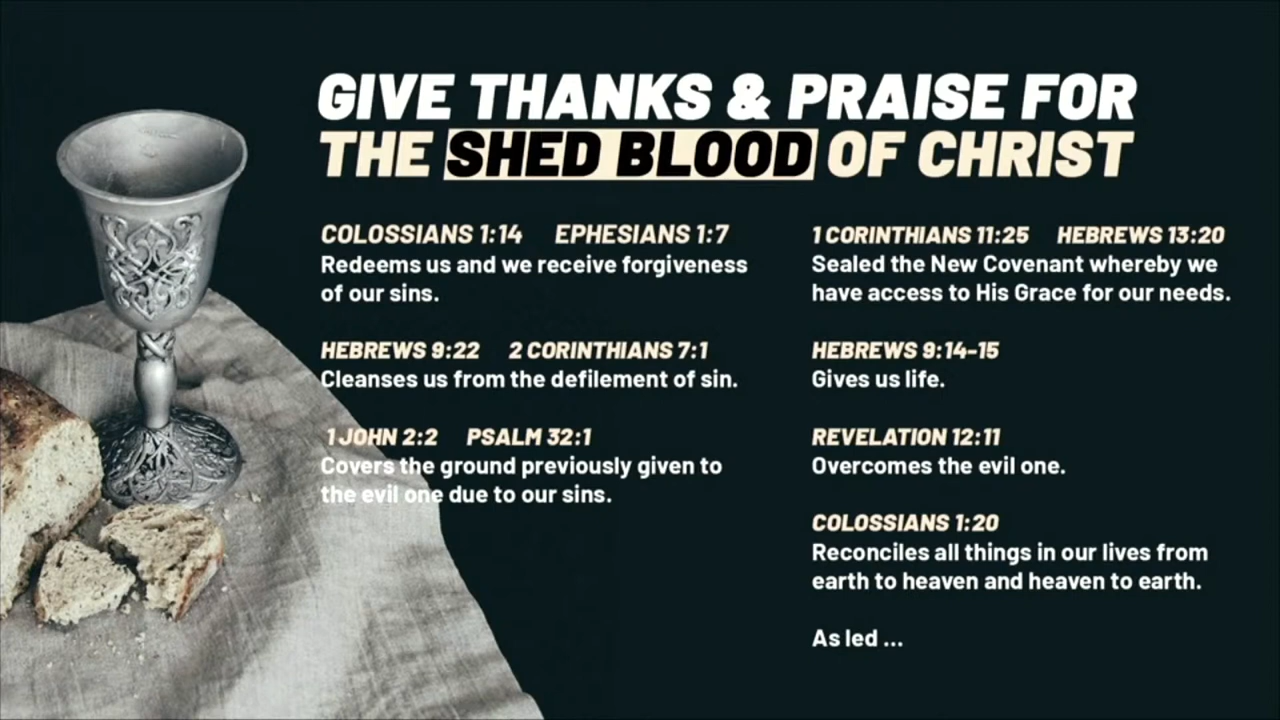 GIVE THANKS & PRAISE FOR
THE SHED BLOOD OF CHRIST
COLOSSIANS 1:14 EPHESIANS 1:7
Redeems us and we receive forgiveness
of our sins.
HEBREWS 9:22 2 CORINTHIANS 7:1
Cleanses us from the defilement of sin.
1 JOHN 2:2 PSALM 32:1
Covers the ground previously given to
the evil one due to our sins.
1 CORINTHIANS 11:25 HEBREWS 13:20
Sealed the New Covenant whereby we
have access to His Grace for our needs.
HEBREWS 9:14-15
Gives us life.
REVELATION 12:11
Overcomes the evil one.
COLOSSIANS 1:20
Reconciles all things in our lives from
earth to heaven and heaven to earth.
As led ...